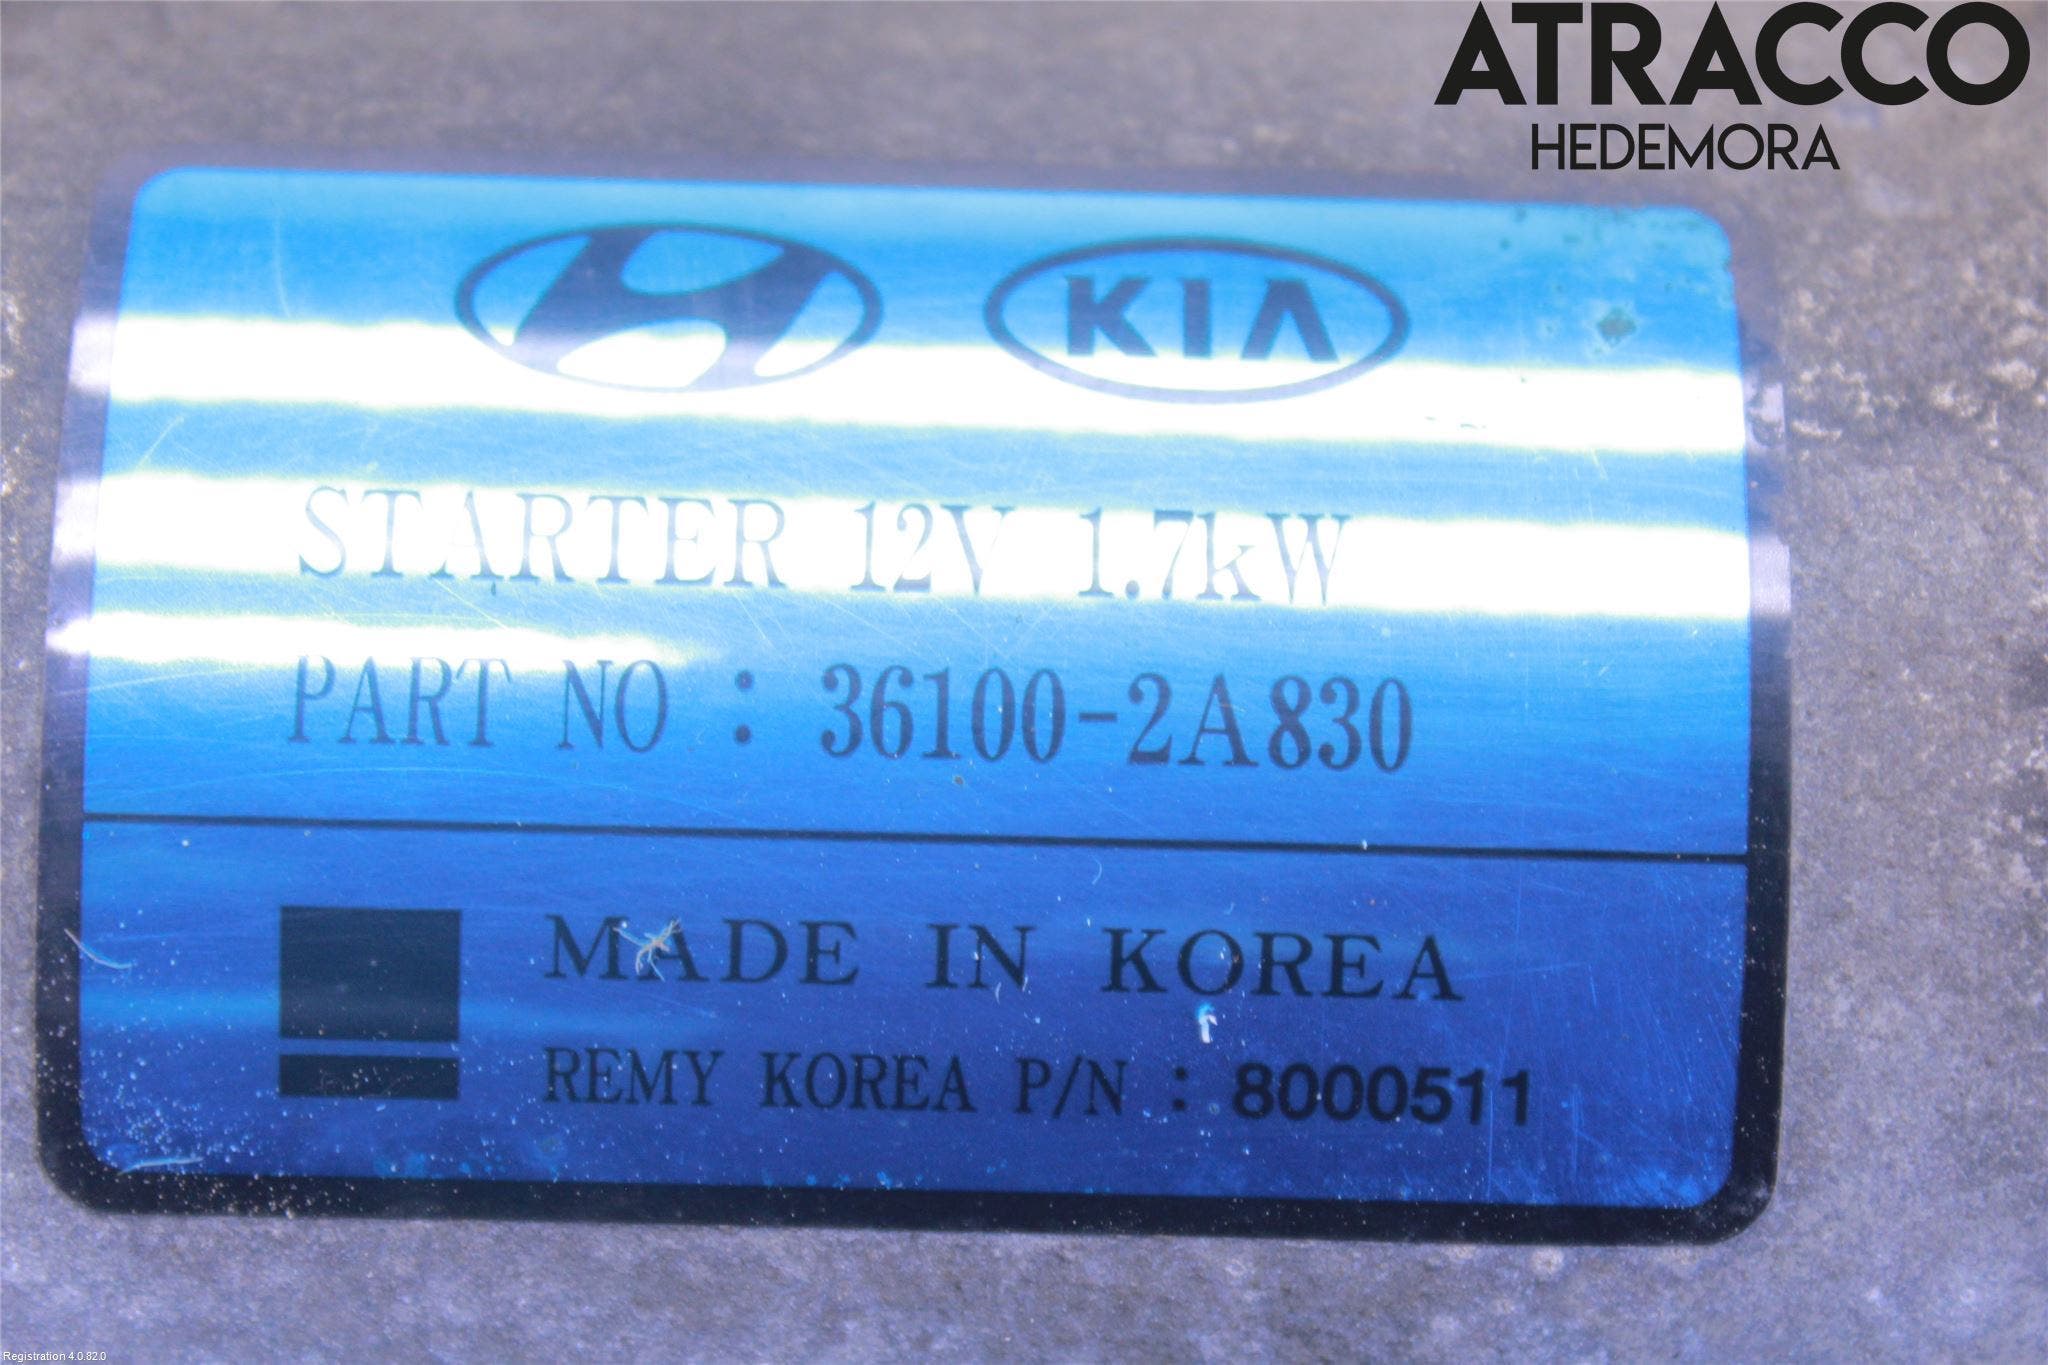 ATRACCO
HEDEMORA
KIA
STARTER 12V 1.7kW
PART NO : 36100-2A830
MADE IN KOREA
REMY KOREA P/N : 8000511
Registration 4.0.82.0